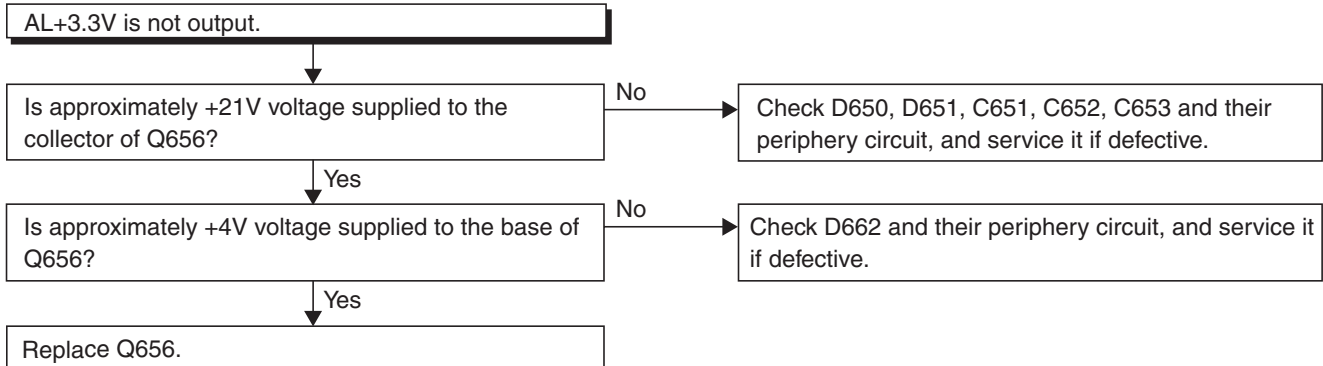 AL+3.3V is not output.
Is approximately +21V voltage supplied to the
collector of Q656?
No
Check D650, D651, C651, C652, C653 and their
periphery circuit, and service it if defective.
Yes
Is approximately +4V voltage supplied to the base of
Q656?
No
Check D662 and their periphery circuit, and service it
if defective.
Yes
Replace Q656.